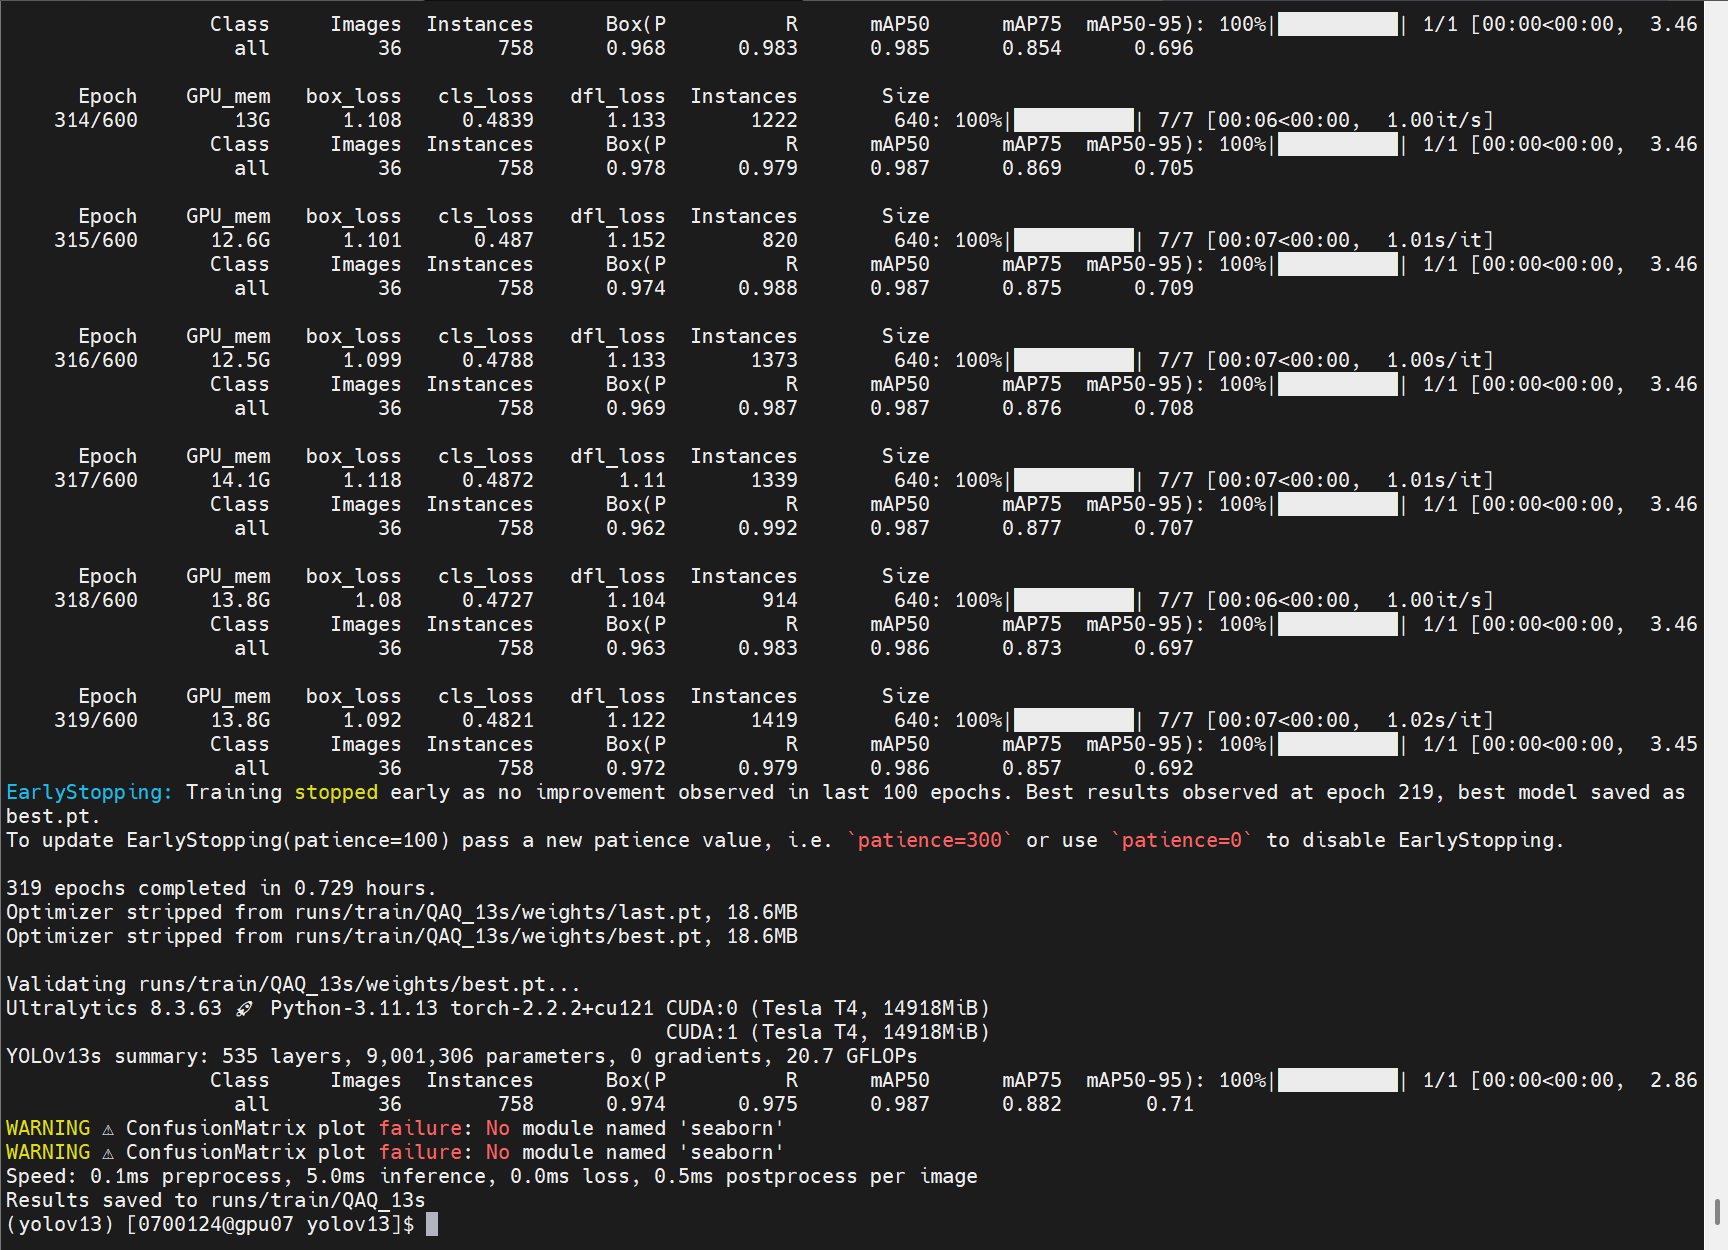 Class Images Instances Box(P R mAP50 mAP75 mAP50-95): 100%|██████████| 1/1 [00:00<00:00, 3.46
all 36 758 0.968 0.983 0.985 0.854 0.696
Epoch GPU_mem box_loss cls_loss dfl_loss Instances Size
314/600 13G 1.108 0.4839 1.133 1222 640: 100%|██████████| 7/7 [00:06<00:00, 1.00it/s]
Class Images Instances Box(P R mAP50 mAP75 mAP50-95): 100%|██████████| 1/1 [00:00<00:00, 3.46
all 36 758 0.978 0.979 0.987 0.869 0.705
Epoch GPU_mem box_loss cls_loss dfl_loss Instances Size
315/600 12.6G 1.101 0.487 1.152 820 640: 100%|██████████| 7/7 [00:07<00:00, 1.01s/it]
Class Images Instances Box(P R mAP50 mAP75 mAP50-95): 100%|██████████| 1/1 [00:00<00:00, 3.46
all 36 758 0.974 0.988 0.987 0.875 0.709
Epoch GPU_mem box_loss cls_loss dfl_loss Instances Size
316/600 12.5G 1.099 0.4788 1.133 1373 640: 100%|██████████| 7/7 [00:07<00:00, 1.00s/it]
Class Images Instances Box(P R mAP50 mAP75 mAP50-95): 100%|██████████| 1/1 [00:00<00:00, 3.46
all 36 758 0.969 0.987 0.987 0.876 0.708
Epoch GPU_mem box_loss cls_loss dfl_loss Instances Size
317/600 14.1G 1.118 0.4872 1.11 1339 640: 100%|██████████| 7/7 [00:07<00:00, 1.01s/it]
Class Images Instances Box(P R mAP50 mAP75 mAP50-95): 100%|██████████| 1/1 [00:00<00:00, 3.46
all 36 758 0.962 0.992 0.987 0.877 0.707
Epoch GPU_mem box_loss cls_loss dfl_loss Instances Size
318/600 13.8G 1.08 0.4727 1.104 914 640: 100%|██████████| 7/7 [00:06<00:00, 1.00it/s]
Class Images Instances Box(P R mAP50 mAP75 mAP50-95): 100%|██████████| 1/1 [00:00<00:00, 3.46
all 36 758 0.963 0.983 0.986 0.873 0.697
Epoch GPU_mem box_loss cls_loss dfl_loss Instances Size
319/600 13.8G 1.092 0.4821 1.122 1419 640: 100%|██████████| 7/7 [00:07<00:00, 1.02s/it]
Class Images Instances Box(P R mAP50 mAP75 mAP50-95): 100%|██████████| 1/1 [00:00<00:00, 3.45
all 36 758 0.972 0.979 0.986 0.857 0.692
EarlyStopping: Training stopped early as no improvement observed in last 100 epochs. Best results observed at epoch 219, best model saved as
best.pt.
To update EarlyStopping(patience=100) pass a new patience value, i.e. `patience=300` or use `patience=0` to disable EarlyStopping.
319 epochs completed in 0.729 hours.
Optimizer stripped from runs/train/QAQ_13s/weights/last.pt, 18.6MB
Optimizer stripped from runs/train/QAQ_13s/weights/best.pt, 18.6MB
Validating runs/train/QAQ_13s/weights/best.pt...
Ultralytics 8.3.63 🚀 Python-3.11.13 torch-2.2.2+cu121 CUDA:0 (Tesla T4, 14918MiB)
CUDA:1 (Tesla T4, 14918MiB)
YOLOv13s summary: 535 layers, 9,001,306 parameters, 0 gradients, 20.7 GFLOPs
Class Images Instances Box(P R mAP50 mAP75 mAP50-95): 100%|██████████| 1/1 [00:00<00:00, 2.86
all 36 758 0.974 0.975 0.987 0.882 0.71
WARNING ⚠ ConfusionMatrix plot failure: No module named 'seaborn'
WARNING ⚠ ConfusionMatrix plot failure: No module named 'seaborn'
Speed: 0.1ms preprocess, 5.0ms inference, 0.0ms loss, 0.5ms postprocess per image
Results saved to runs/train/QAQ_13s
(yolov13) [0700124@gpu07 yolov13]$